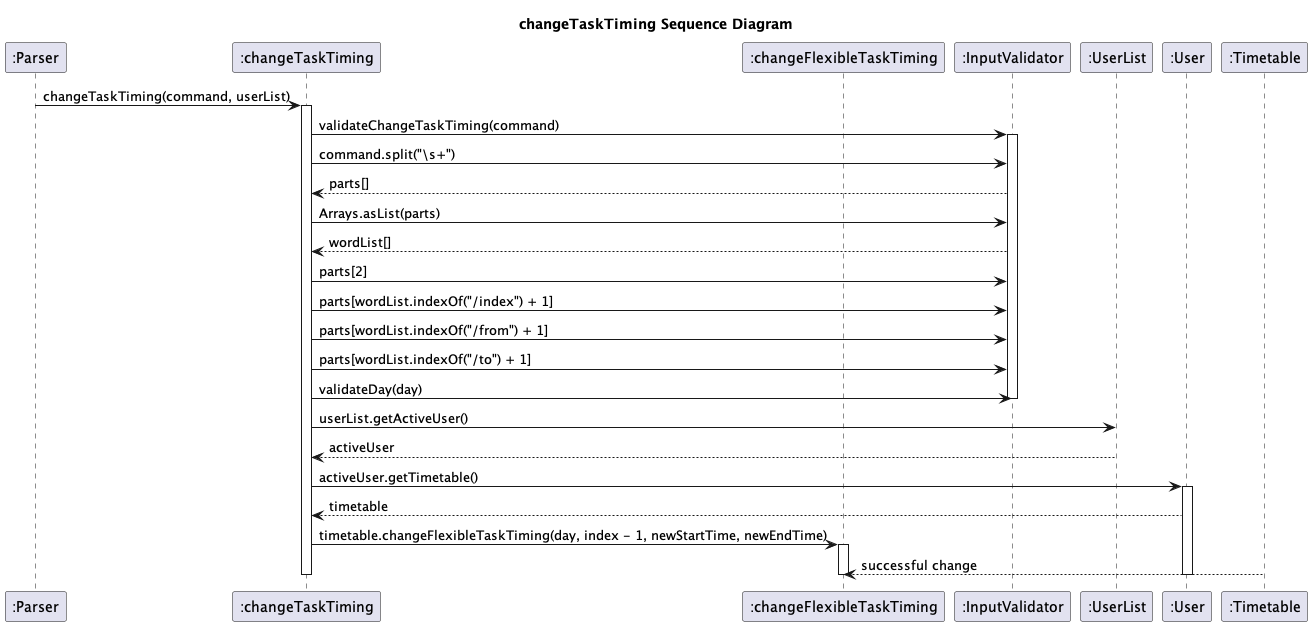 changeTaskTiming Sequence Diagram
:Parser
:changeTaskTiming
:changeFlexibleTaskTiming
:InputValidator
:UserList
:User
:Timetable
changeTaskTiming(command, userList)
validateChangeTaskTiming(command)
command.split("\s+")
parts[]
Arrays.asList(parts)
wordList[]
parts[2]
parts[wordList.indexOf("/index") + 1]
parts[wordList.indexOf("/from") + 1]
parts[wordList.indexOf("/to") + 1]
validateDay(day)
userList.getActiveUser()
activeUser
activeUser.getTimetable()
timetable
timetable.changeFlexibleTaskTiming(day, index - 1, newStartTime, newEndTime)
successful change
:Parser
:changeTaskTiming
:changeFlexibleTaskTiming
:InputValidator
:UserList
:User
:Timetable